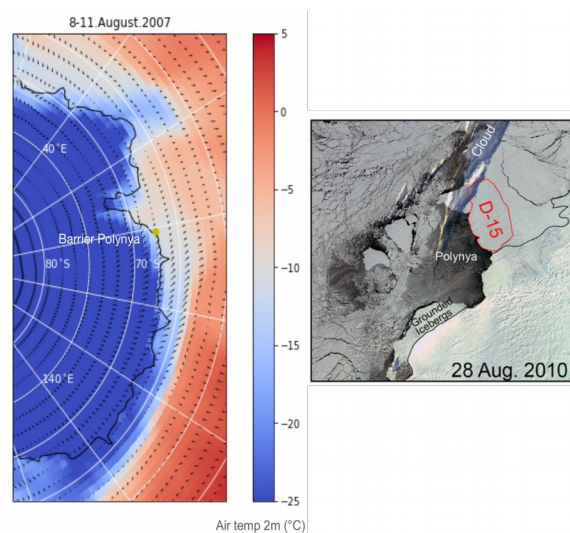 8-11.August.2007
40°E
Barrier Polynya
80°S
70°S
140°E
5
0
−5
−10
−15
−20
−25
Air temp 2m (°C)
Cloud
D-15
Polynya
Grounded
Icebergs
28 Aug. 2010